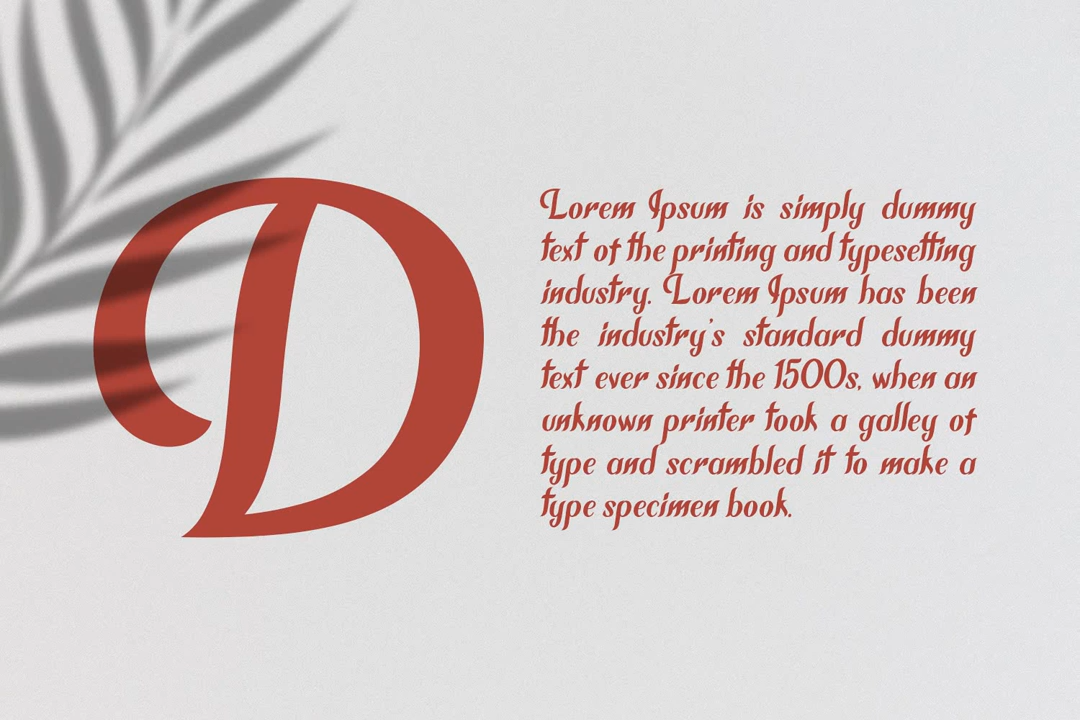 D
Lorem Ipsum is simply dummy
text of the printing and typesetting
industry. Lorem Ipsum has been
the industry's standard dummy
text ever since the 1500s, when an
unknown printer took a galley of
type and scrambled it to make a
type specimen book.